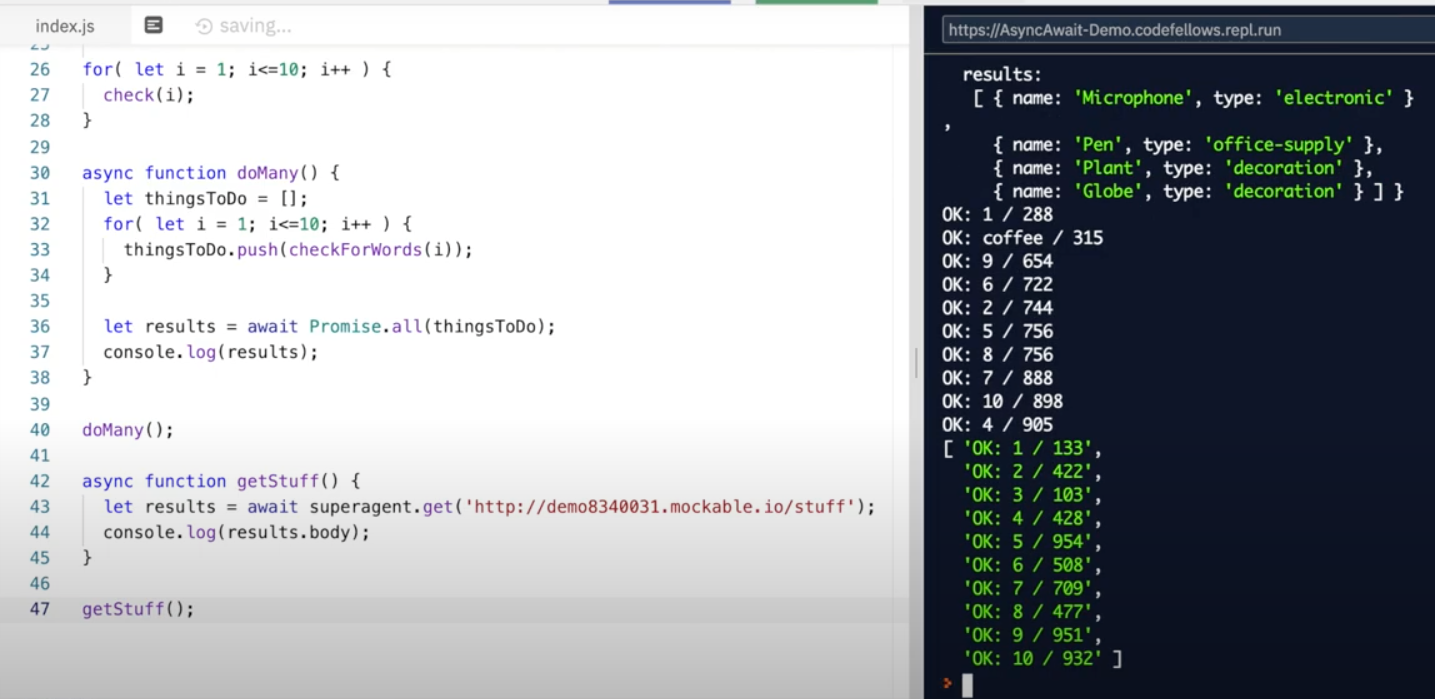 index.js
saving...
25
26 for( let i = 1; i<=10; i++ ) {
27 check(i);
28 }
29
30 async function doMany() {
31 let thingsToDo = [];
32 for( let i = 1; i<=10; i++ ) {
33 thingsToDo.push(checkForWords(i));
34 }
35
36 let results = await Promise.all(thingsToDo);
37 console.log(results);
38 }
39
40 doMany();
41
42 async function getStuff() {
43 let results = await superagent.get('http://demo8340031.mockable.io/stuff');
44 console.log(results.body);
45 }
46
47 getStuff();
https://AsyncAwait-Demo.codefellows.repl.run
results:
[ { name: 'Microphone', type: 'electronic' }
,
{ name: 'Pen', type: 'office-supply' },
{ name: 'Plant', type: 'decoration' },
{ name: 'Globe', type: 'decoration' } ] }
OK: 1 / 288
OK: coffee / 315
OK: 9 / 654
OK: 6 / 722
OK: 2 / 744
OK: 5 / 756
OK: 8 / 756
OK: 7 / 888
OK: 10 / 898
OK: 4 / 905
[ 'OK: 1 / 133',
'OK: 2 / 422',
'OK: 3 / 103',
'OK: 4 / 428',
'OK: 5 / 954',
'OK: 6 / 508',
'OK: 7 / 709',
'OK: 8 / 477',
'OK: 9 / 951',
'OK: 10 / 932' ]
>